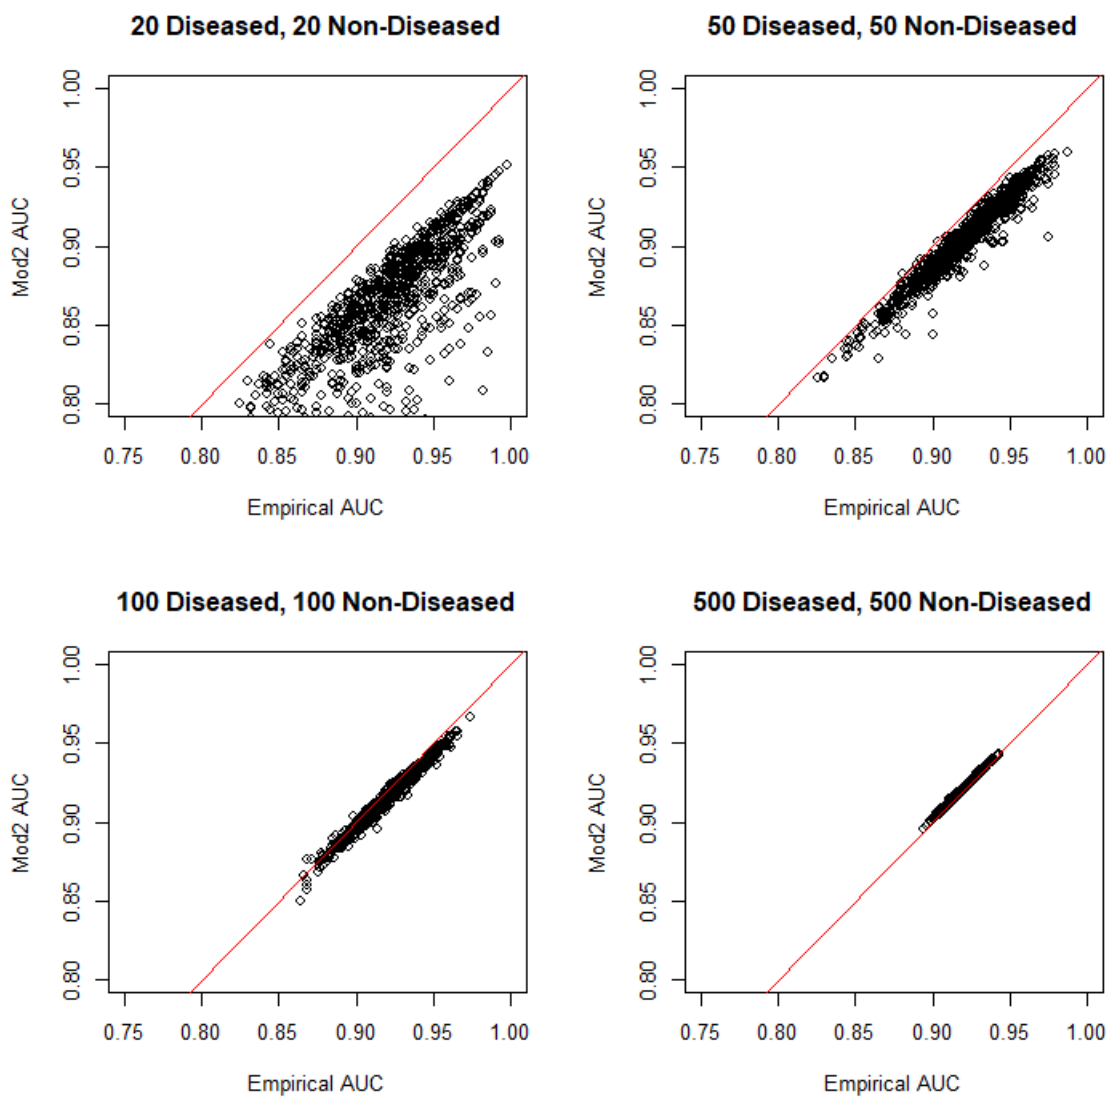 20 Diseased, 20 Non-Diseased
Mod2 AUC
1.00
0.95
0.90
0.85
0.80
0.75 0.80 0.85 0.90 0.95 1.00
Empirical AUC
50 Diseased, 50 Non-Diseased
Mod2 AUC
1.00
0.95
0.90
0.85
0.80
0.75 0.80 0.85 0.90 0.95 1.00
Empirical AUC
100 Diseased, 100 Non-Diseased
Mod2 AUC
1.00
0.95
0.90
0.85
0.80
0.75 0.80 0.85 0.90 0.95 1.00
Empirical AUC
500 Diseased, 500 Non-Diseased
Mod2 AUC
1.00
0.95
0.90
0.85
0.80
0.75 0.80 0.85 0.90 0.95 1.00
Empirical AUC